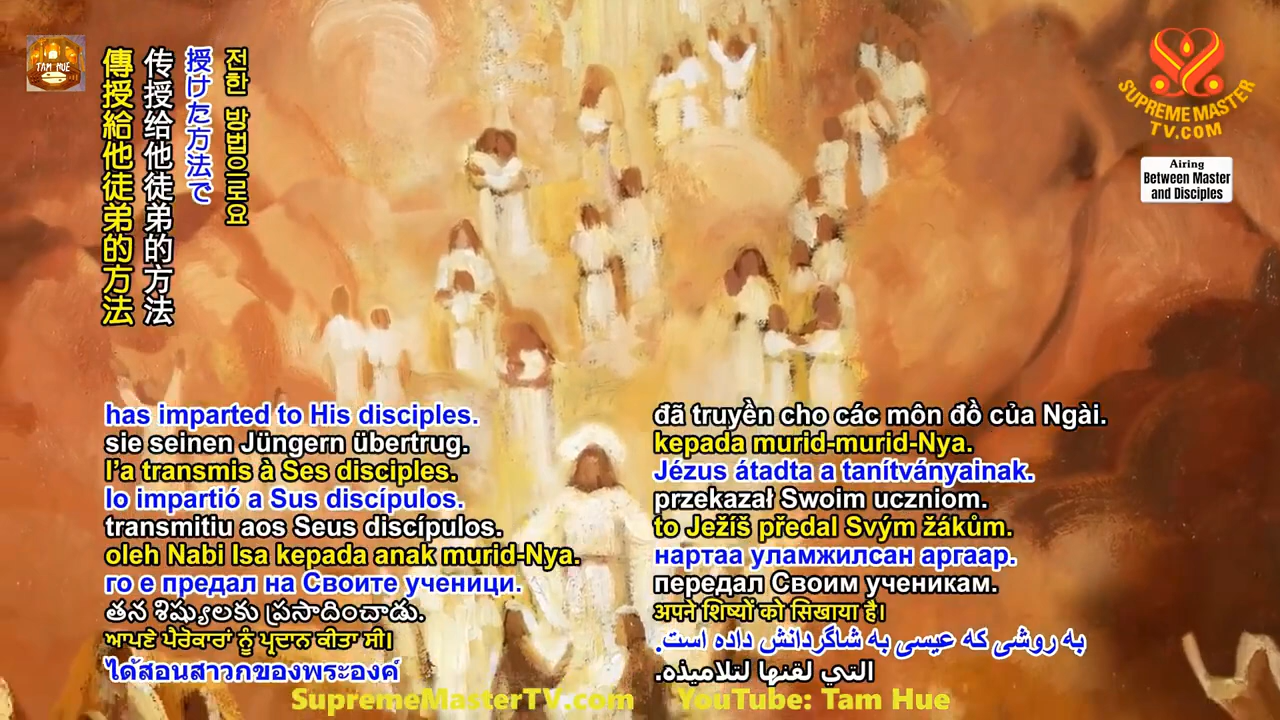 TAM HUE
傳授給他徒弟的方法
传授给他徒弟的方法
授けた方法で
전한 방법으로요
SUPREME MASTER
TV.COM
Airing
Between Master
and Disciples
has imparted to His disciples.
sie seinen Jüngern übertrug.
l’a transmis à Ses disciples.
lo impartió a Sus discípulos.
transmitiu aos Seus discípulos.
oleh Nabi Isa kepada anak murid-Nya.
го е предал на Своите ученици.
తన శిష్యులకు ప్రసాదించాడు.
ਆਪਣੇ ਪੈਰੋਕਾਰਾਂ ਨੂੰ ਪ੍ਰਦਾਨ ਕੀਤਾ ਸੀ।
ได้สอนสาวกของพระองค์
đã truyền cho các môn đồ của Ngài.
kepada murid-murid-Nya.
Jézus átadta a tanítványainak.
przekazał Swoim uczniom.
to Ježíš předal Svým žákům.
нартаа уламжилсан аргаар.
передал Своим ученикам.
अपने शिष्यों को सिखाया है।
به روشی که عیسی به شاگردانش داده است.
التي لقنها لتلاميذه.
SupremeMasterTV.com YouTube: Tam Hue